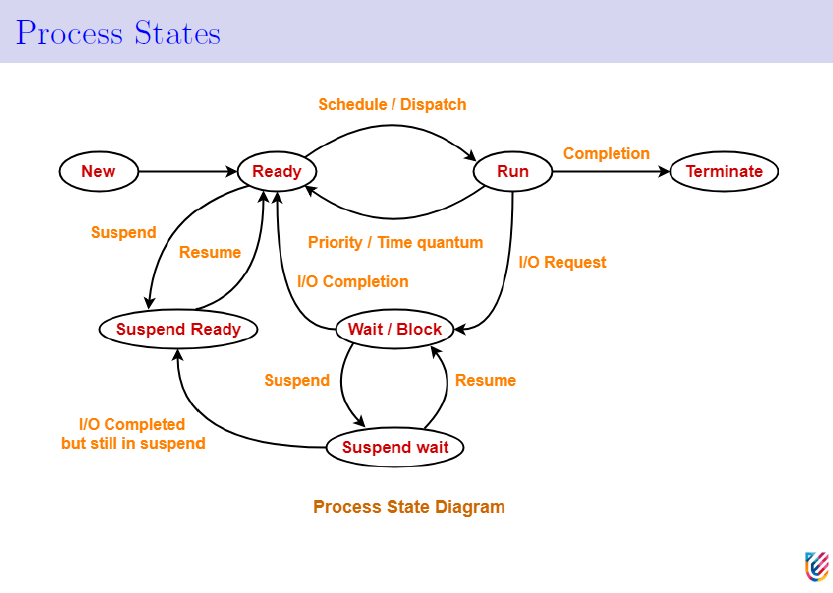 Process States
Schedule / Dispatch
New
Ready
Run
Completion
Terminate
Suspend
Resume
Priority / Time quantum
I/O Completion
I/O Request
Suspend Ready
Wait / Block
Suspend
Resume
I/O Completed
but still in suspend
Suspend wait
Process State Diagram